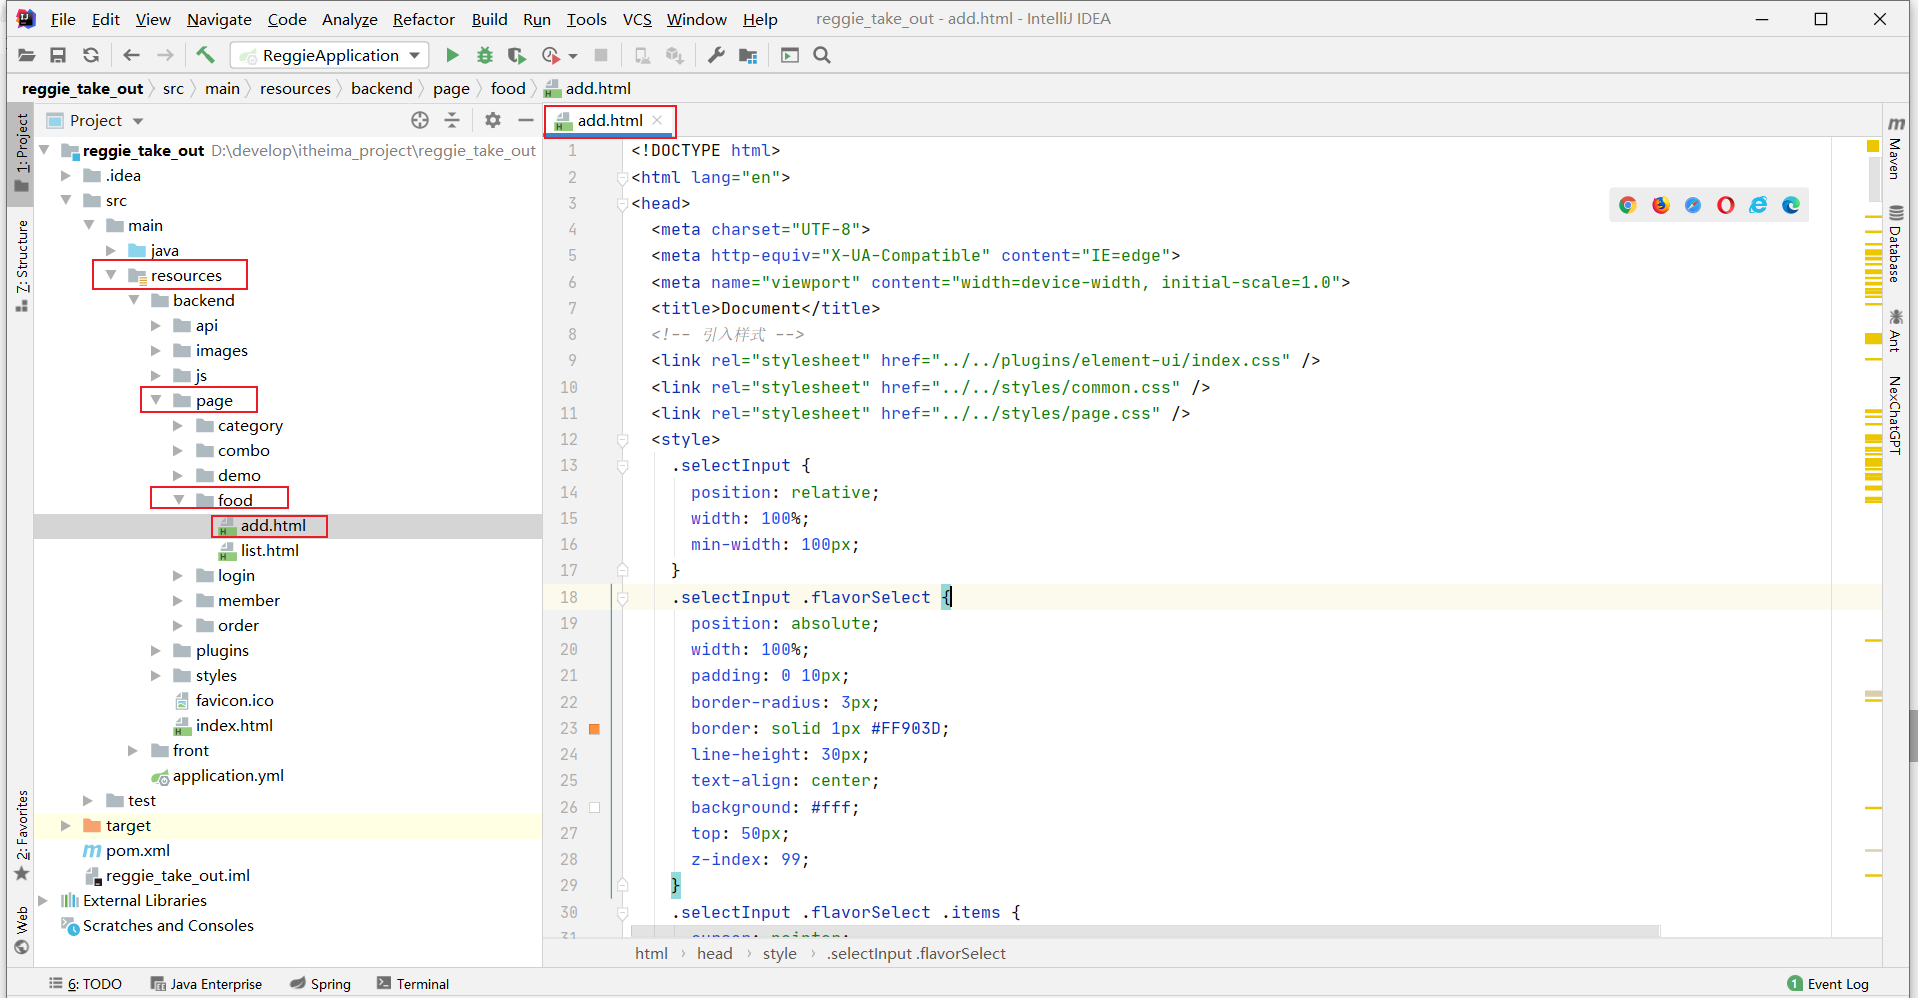 File Edit View Navigate Code Analyze Refactor Build Run Tools VCS Window Help reggie_take_out - add.html - IntelliJ IDEA
ReggieApplication
reggie_take_out src main resources backend page food add.html
Project
add.html
1: Project
7: Structure
2: Favorites
Web
reggie_take_out D:\develop\itheima_project\reggie_take_out
.idea
src
main
java
resources
backend
api
images
js
page
category
combo
demo
food
add.html
list.html
login
member
order
plugins
styles
favicon.ico
index.html
front
application.yml
test
target
pom.xml
reggie_take_out.iml
External Libraries
Scratches and Consoles
1 <!DOCTYPE html>
2 <html lang="en">
3 <head>
4 <meta charset="UTF-8">
5 <meta http-equiv="X-UA-Compatible" content="IE=edge">
6 <meta name="viewport" content="width=device-width, initial-scale=1.0">
7 <title>Document</title>
8 <!-- 引入样式 -->
9 <link rel="stylesheet" href="../../plugins/element-ui/index.css" />
10 <link rel="stylesheet" href="../../styles/common.css" />
11 <link rel="stylesheet" href="../../styles/page.css" />
12 <style>
13 .selectInput {
14 position: relative;
15 width: 100%;
16 min-width: 100px;
17 }
18 .selectInput .flavorSelect {
19 position: absolute;
20 width: 100%;
21 padding: 0 10px;
22 border-radius: 3px;
23 border: solid 1px #FF903D;
24 line-height: 30px;
25 text-align: center;
26 background: #fff;
27 top: 50px;
28 z-index: 99;
29 }
30 .selectInput .flavorSelect .items {
31 cursor: pointer;
html head style .selectInput .flavorSelect
Maven
Database
Ant
NexChatGPT
6: TODO Java Enterprise Spring Terminal 1 Event Log